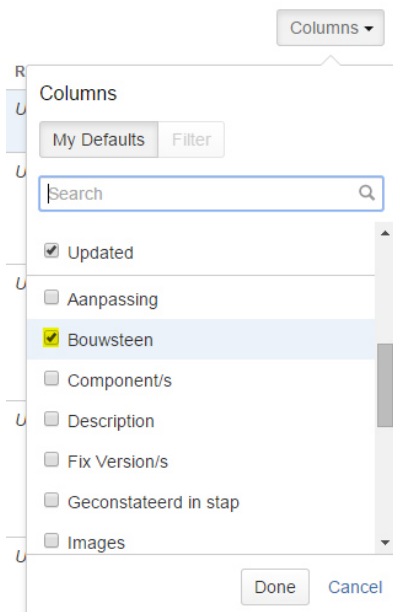 Columns
R
U
Columns
My Defaults Filter
U
Search
Updated
U
Aanpassing
Bouwsteen
Component/s
U
Description
Fix Version/s
Geconstateerd in stap
Images
U
Done Cancel